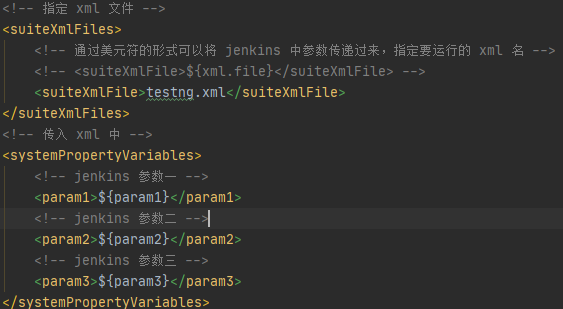 <!-- 指定 xml 文件 -->
<suiteXmlFiles>
<!-- 通过美元符的形式可以将 jenkins 中参数传递过来，指定要运行的 xml 名 -->
<!-- <suiteXmlFile>${xml.file}</suiteXmlFile> -->
<suiteXmlFile>testng.xml</suiteXmlFile>
</suiteXmlFiles>
<!-- 传入 xml 中 -->
<systemPropertyVariables>
<!-- jenkins 参数一 -->
<param1>${param1}</param1>
<!-- jenkins 参数二 -->
<param2>${param2}</param2>
<!-- jenkins 参数三 -->
<param3>${param3}</param3>
</systemPropertyVariables>